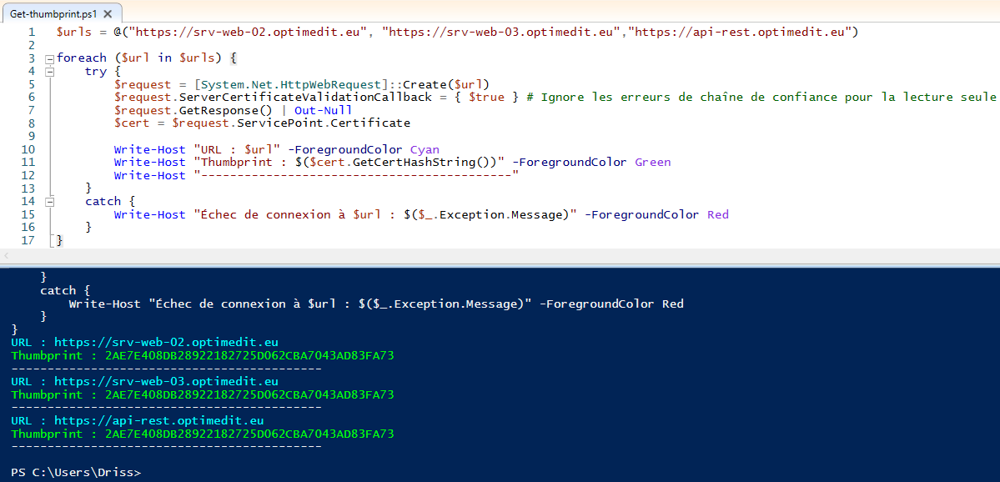 Get-thumbprint.ps1
1 $urls = @("https://srv-web-02.optimedit.eu", "https://srv-web-03.optimedit.eu","https://api-rest.optimedit.eu")
2
3 foreach ($url in $urls) {
4     try {
5         $request = [System.Net.HttpWebRequest]::Create($url)
6         $request.ServerCertificateValidationCallback = { $true } # Ignore les erreurs de chaîne de confiance pour la lecture seule
7         $request.GetResponse() | Out-Null
8         $cert = $request.ServicePoint.Certificate
9
10         Write-Host "URL : $url" -ForegroundColor Cyan
11         Write-Host "Thumbprint : $($cert.GetCertHashString())" -ForegroundColor Green
12         Write-Host "-------------------------------------------"
13     }
14     catch {
15         Write-Host "Échec de connexion à $url : $($_.Exception.Message)" -ForegroundColor Red
16     }
17 }
    }
    catch {
        Write-Host "Échec de connexion à $url : $($_.Exception.Message)" -ForegroundColor Red
    }
}
URL : https://srv-web-02.optimedit.eu
Thumbprint : 2AE7E408DB28922182725D062CBA7043AD83FA73
-------------------------------------------
URL : https://srv-web-03.optimedit.eu
Thumbprint : 2AE7E408DB28922182725D062CBA7043AD83FA73
-------------------------------------------
URL : https://api-rest.optimedit.eu
Thumbprint : 2AE7E408DB28922182725D062CBA7043AD83FA73
-------------------------------------------
PS C:\Users\Driss>